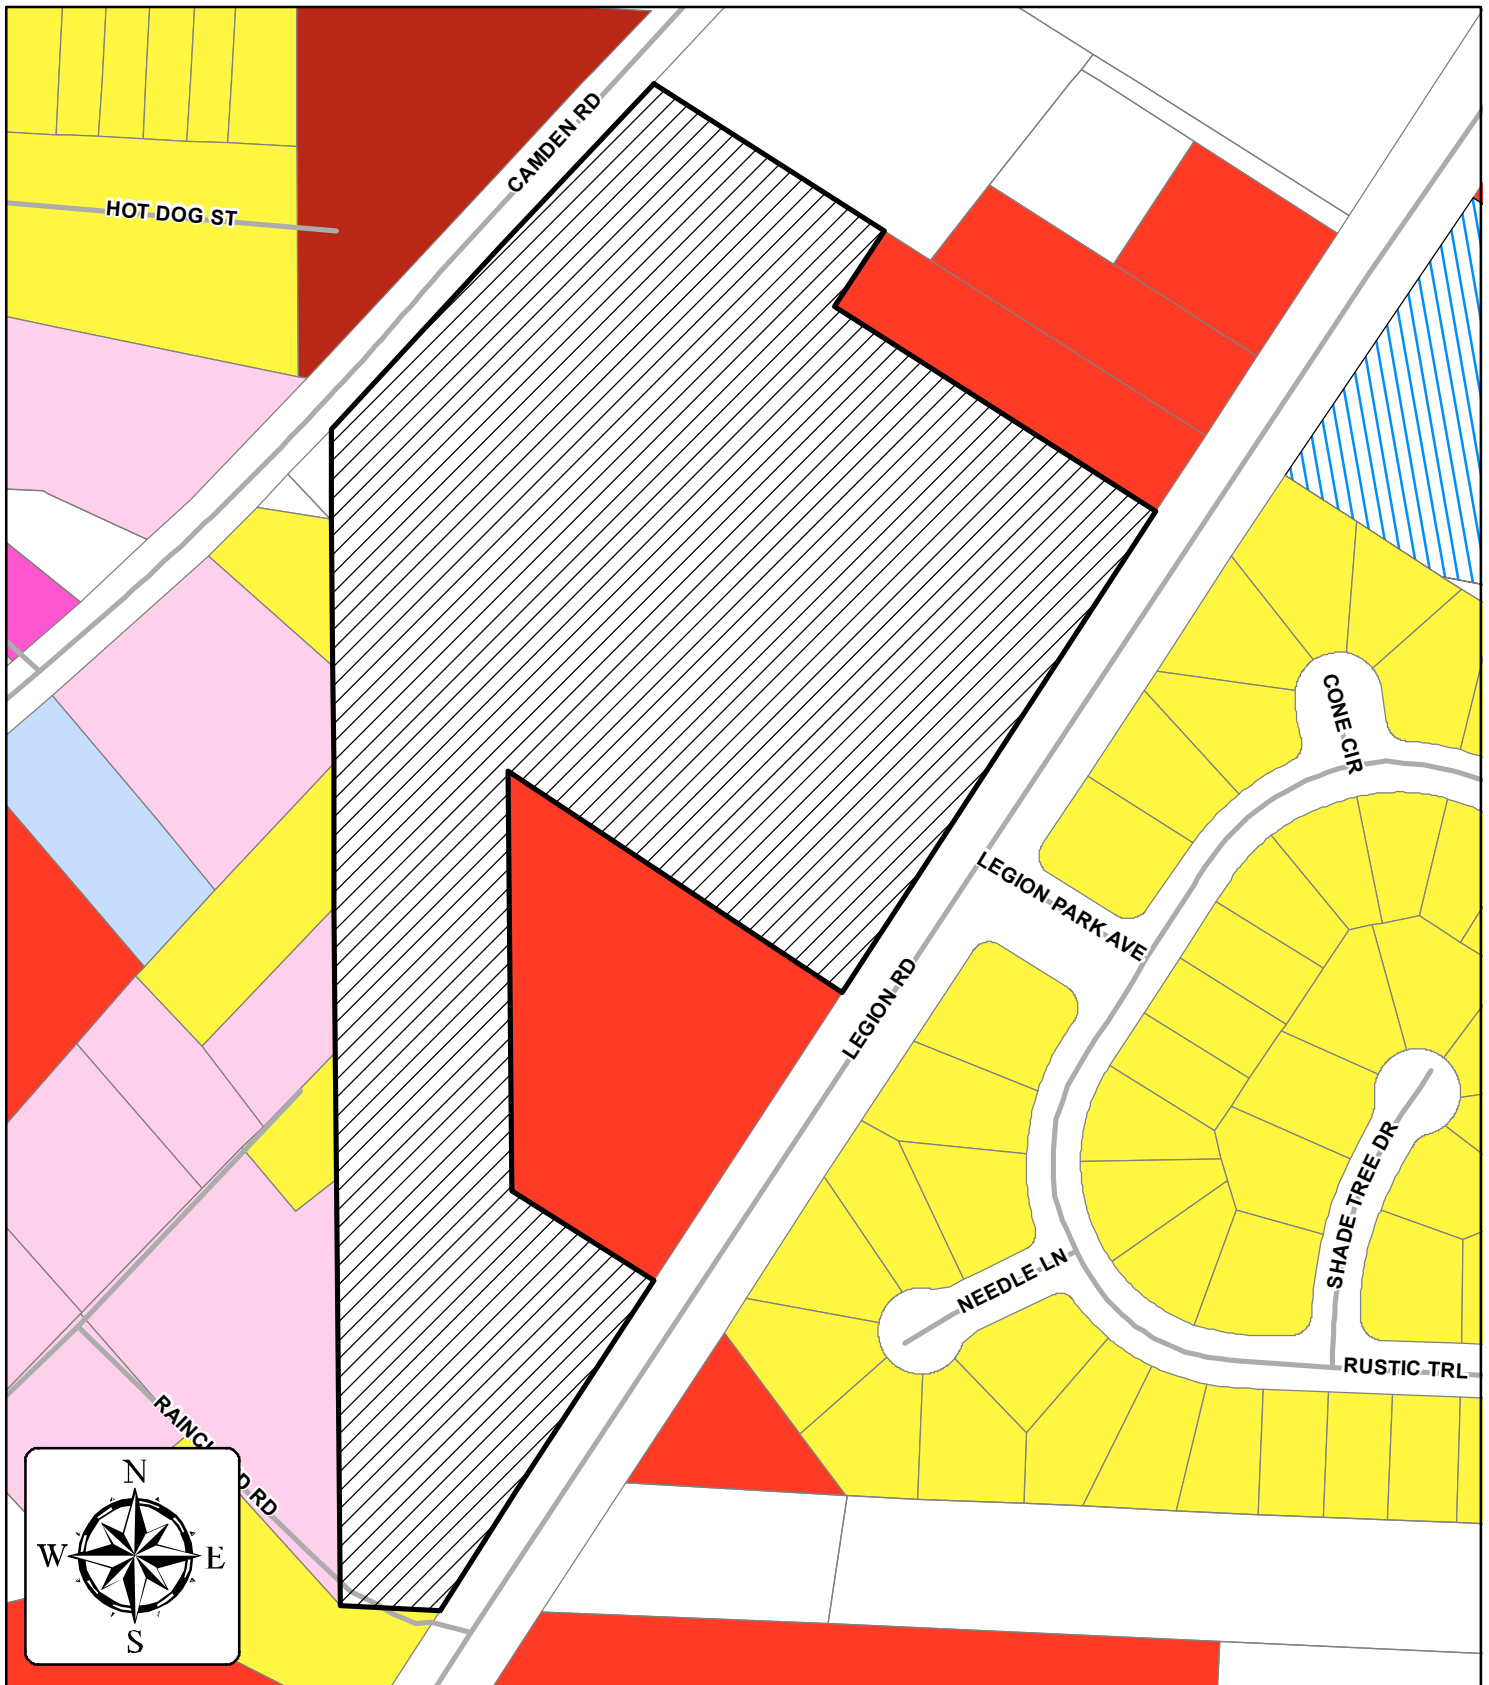 CAMDEN RD
HOT DOG ST
CONE CIR
LEGION PARK AVE
LEGION RD
SHADE TREE DR
NEEDLE LN
RUSTIC TRL
RD
N
W E
S